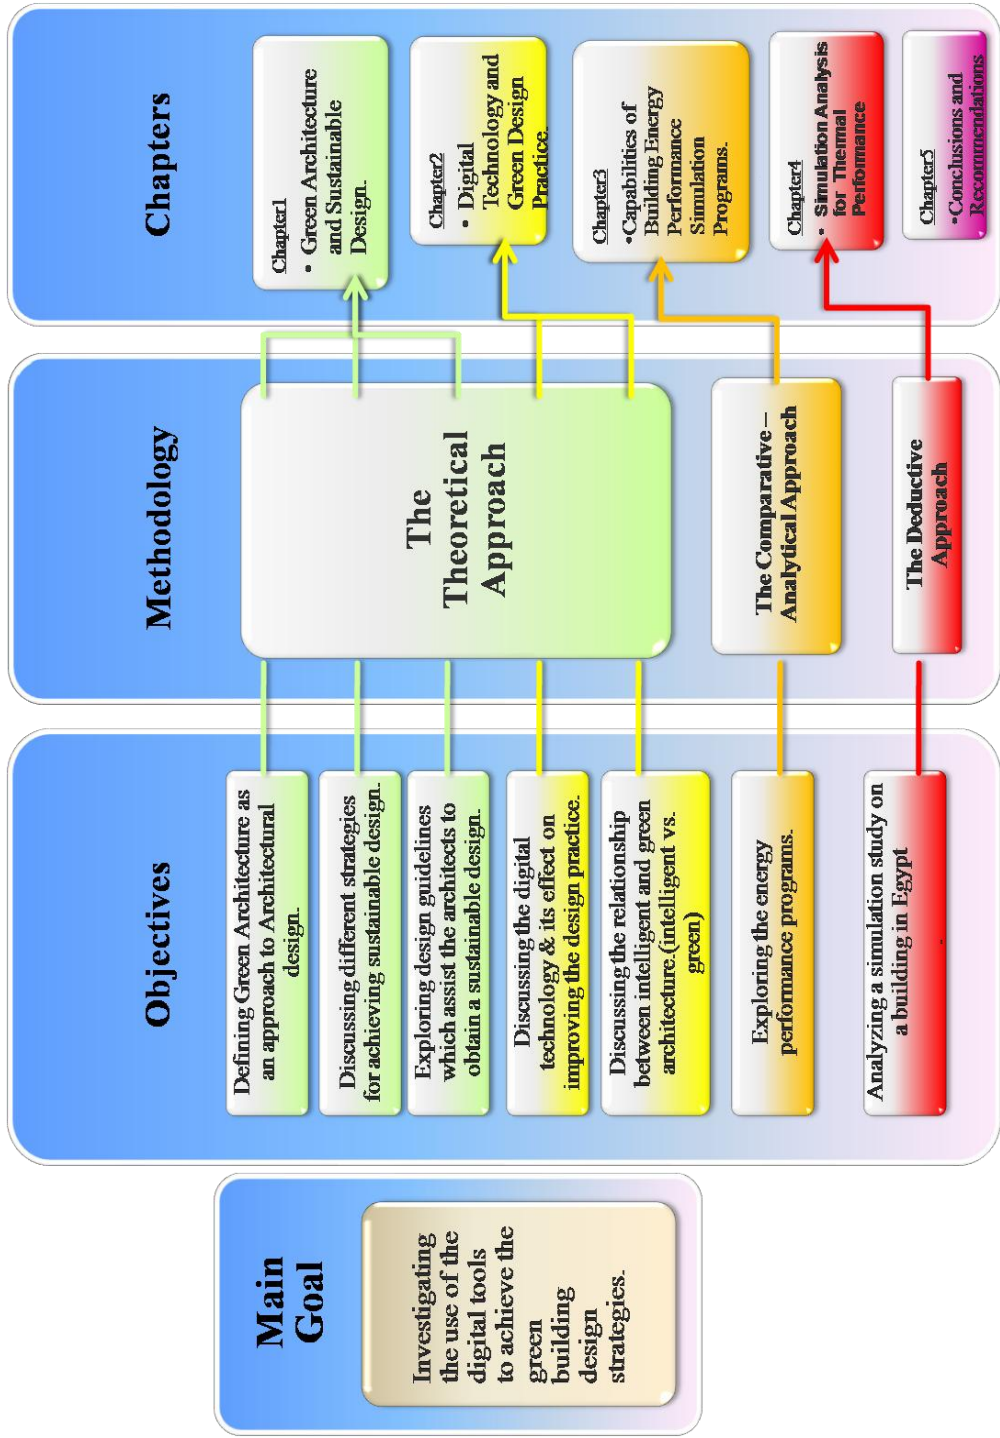 Main
Goal
Investigating
the use of the
digital tools
to achieve the
green
building
design
strategies.
Objectives
Defining Green Architecture as
an approach to Architectural
design.
Discussing different strategies
for achieving sustainable design.
Exploring design guidelines
which assist the architects to
obtain a sustainable design.
Discussing the digital
technology & its effect on
improving the design practice.
Discussing the relationship
between intelligent and green
architecture.(intelligent vs.
green)
Exploring the energy
performance programs.
Analyzing a simulation study on
a building in Egypt
.
Methodology
The
Theoretical
Approach
The Comparative –
Analytical Approach
The Deductive
Approach
Chapters
Chapter1
• Green Architecture
and Sustainable
Design.
Chapter2
• Digital
Technology and
Green Design
Practice.
Chapter3
•Capabilities of
Building Energy
Performance
Simulation
Programs.
Chapter4
• Simulation Analysis
for Thermal
Performance
Chapter5
•Conclusions and
Recommendations